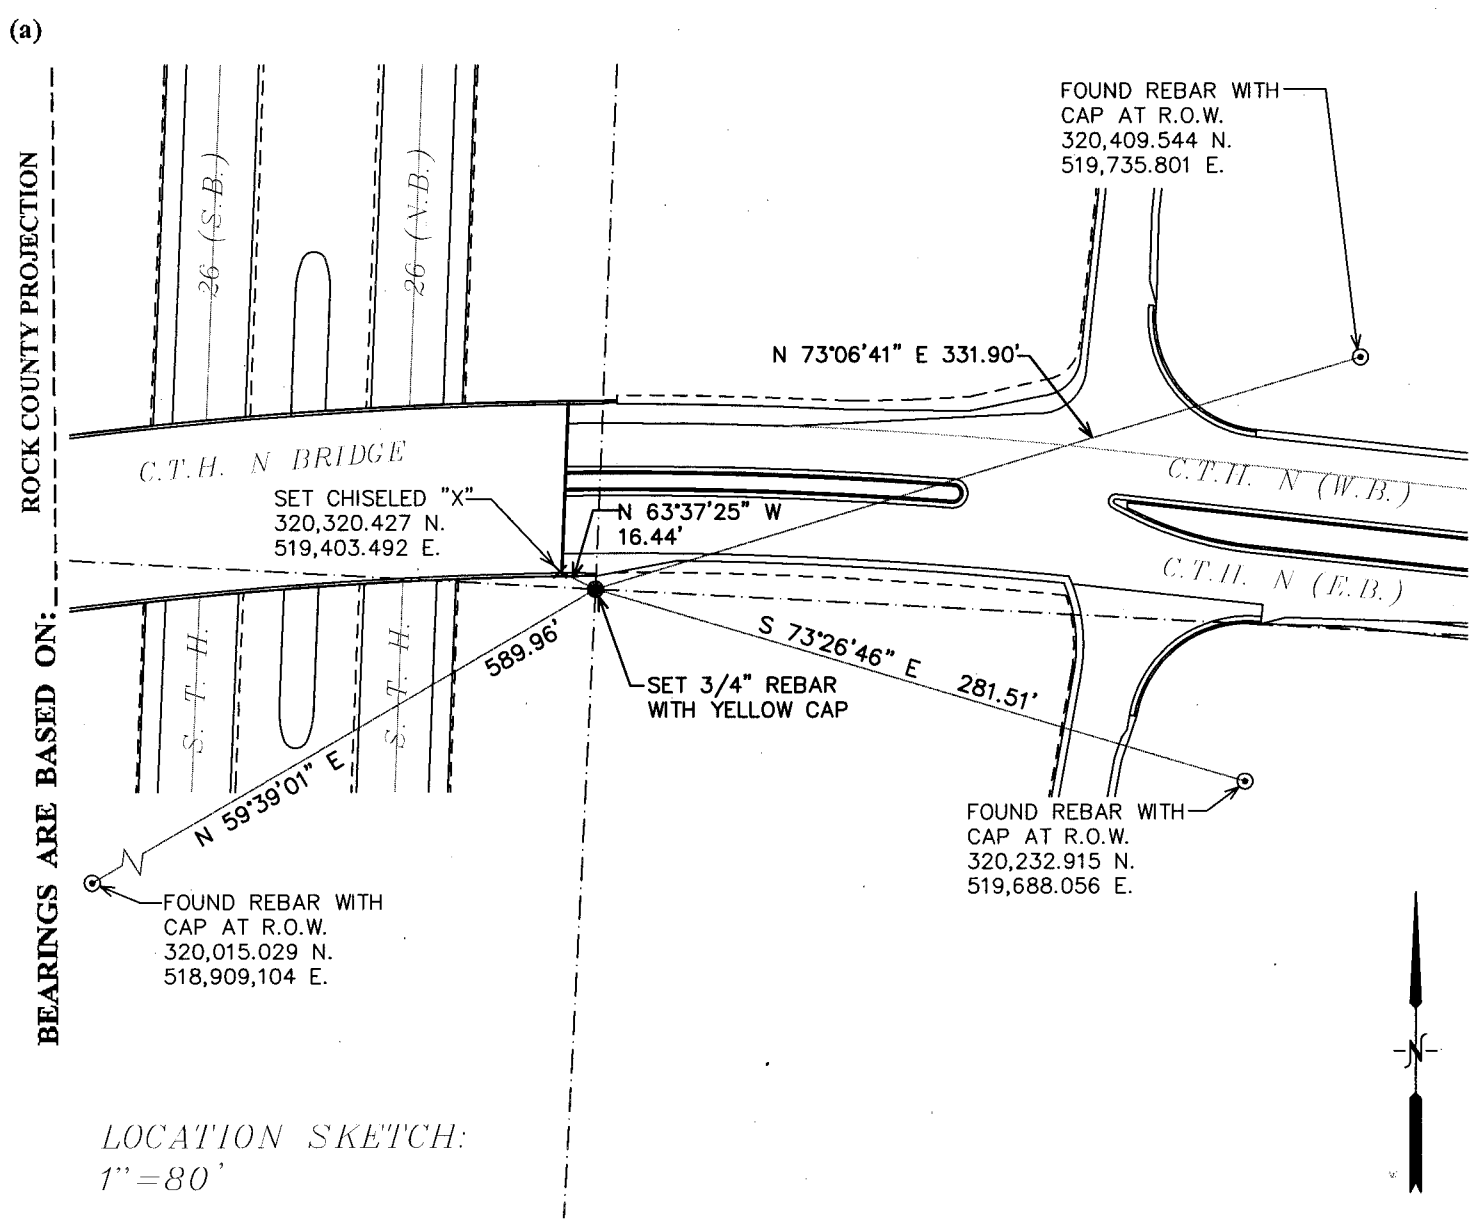 (a)
BEARINGS ARE BASED ON: ROCK COUNTY PROJECTION
26 (S.B.)
26 (N.B.)
FOUND REBAR WITH
CAP AT R.O.W.
320,409.544 N.
519,735.801 E.
N 73°06'41" E 331.90'
C.T.H. N BRIDGE
C.T.H. N (W.B.)
SET CHISELED "X"
320,320.427 N.
519,403.492 E.
N 63°37'25" W
16.44'
C.T.H. N (E.B.)
S. T. H.
S. T. H.
589.96'
N 59°39'01" E
S 73°26'46" E 281.51'
SET 3/4" REBAR
WITH YELLOW CAP
FOUND REBAR WITH
CAP AT R.O.W.
320,232.915 N.
519,688.056 E.
FOUND REBAR WITH
CAP AT R.O.W.
320,015.029 N.
518,909,104 E.
N
LOCATION SKETCH:
1"=80'